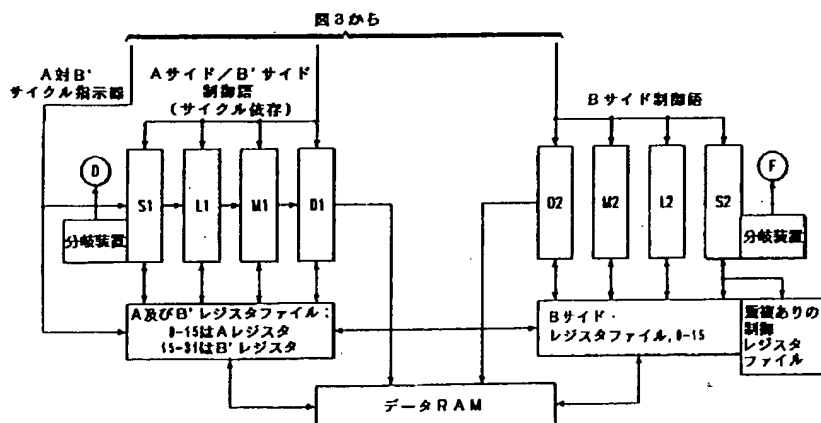 図3から
A対B'
サイクル指示器
Aサイド/B'サイド
制御語
(サイクル依存)
Bサイド制御語
D
S1
L1
M1
D1
分岐装置
D2
M2
L2
S2
F
分岐装置
A及びB'レジスタファイル:
0-15はAレジスタ
15-31はB'レジスタ
Bサイド・
レジスタファイル,0-15
重複ありの
制御
レジスタ
ファイル
データRAM